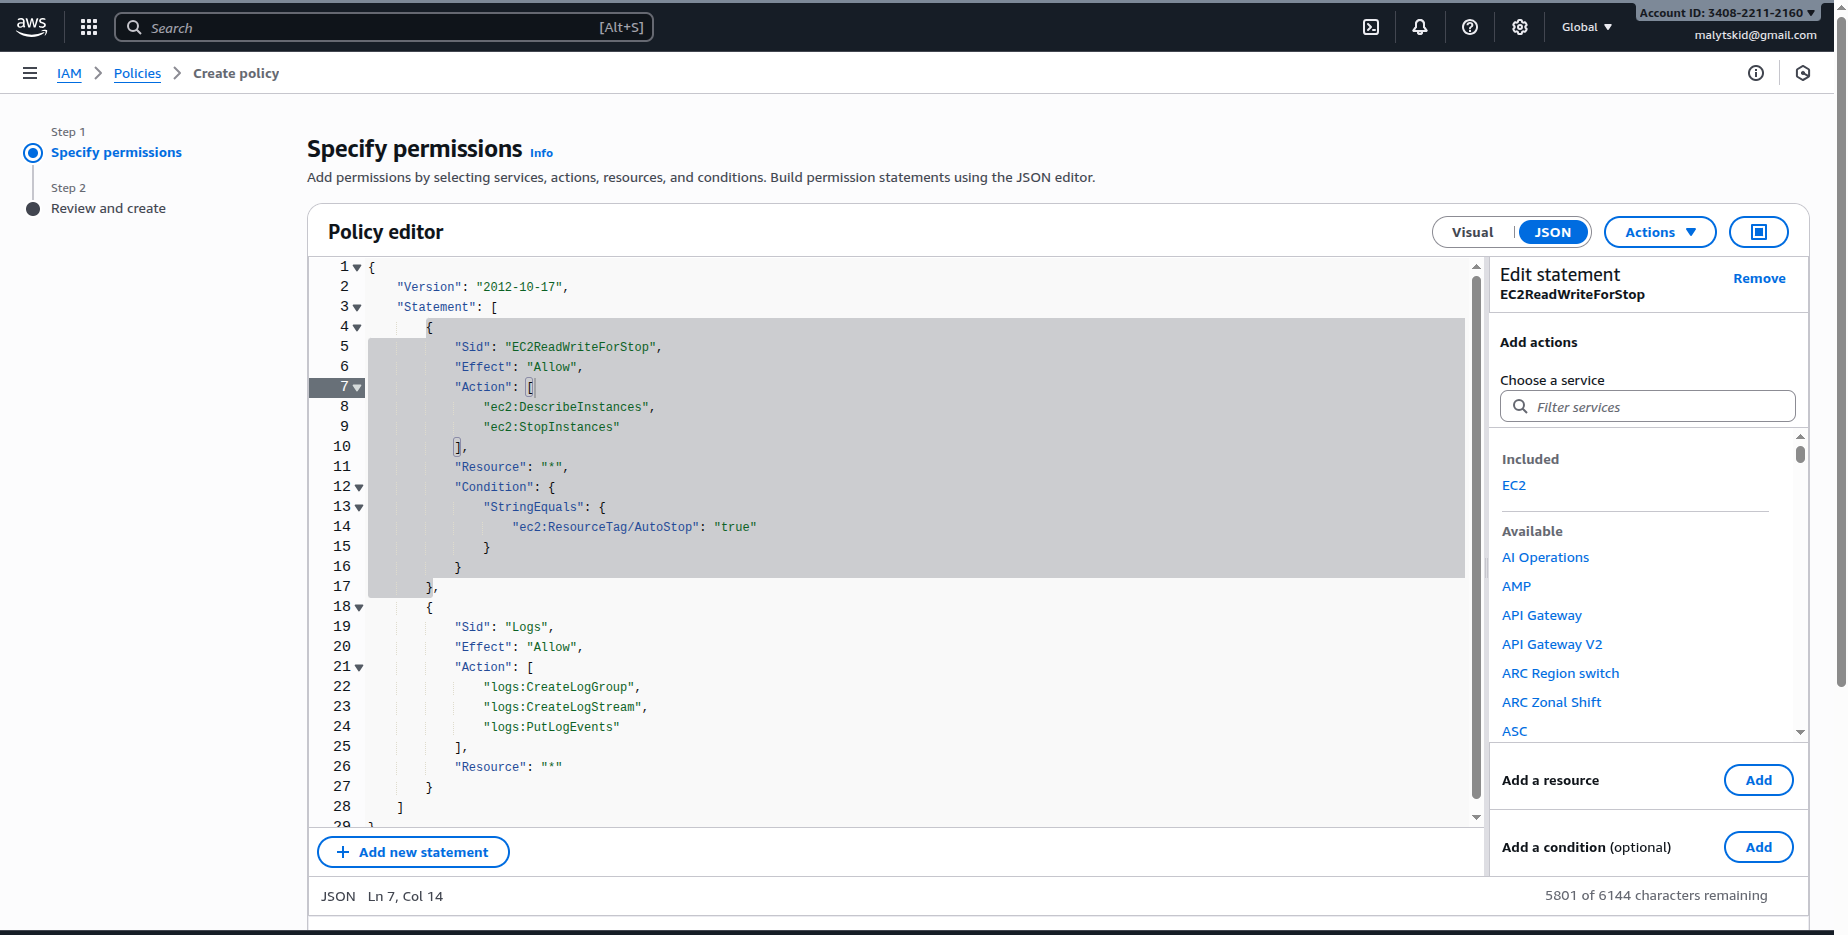 aws
Search
[Alt+S]
Global
Account ID: 3408-2211-2160
malytskid@gmail.com
IAM
Policies
Create policy
Step 1
Specify permissions
Step 2
Review and create
Specify permissions Info
Add permissions by selecting services, actions, resources, and conditions. Build permission statements using the JSON editor.
Policy editor
Visual
JSON
Actions
1 {
2 "Version": "2012-10-17",
3 "Statement": [
4 {
5 "Sid": "EC2ReadWriteForStop",
6 "Effect": "Allow",
7 "Action": [
8 "ec2:DescribeInstances",
9 "ec2:StopInstances"
10 ],
11 "Resource": "*",
12 "Condition": {
13 "StringEquals": {
14 "ec2:ResourceTag/AutoStop": "true"
15 }
16 }
17 },
18 {
19 "Sid": "Logs",
20 "Effect": "Allow",
21 "Action": [
22 "logs:CreateLogGroup",
23 "logs:CreateLogStream",
24 "logs:PutLogEvents"
25 ],
26 "Resource": "*"
27 }
28 ]
29 }
Add new statement
JSON Ln 7, Col 14
5801 of 6144 characters remaining
Edit statement
EC2ReadWriteForStop
Remove
Add actions
Choose a service
Filter services
Included
EC2
Available
AI Operations
AMP
API Gateway
API Gateway V2
ARC Region switch
ARC Zonal Shift
ASC
Add a resource
Add
Add a condition (optional)
Add